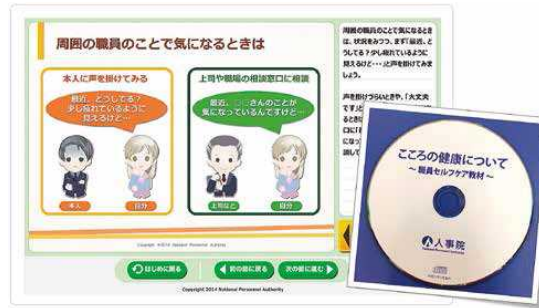 周囲の職員のことで気になるときは
本人に声を掛けてみる
最近、どうしてる?
少し疲れているように
見えるけど…
本人
自分
上司や職場の相談窓口に相談
最近、○○さんのことが
気になっているんですけど…
上司など
自分
Copyright ©2014 National Personnel Authority
はじめに戻る
前の頁に戻る
次の頁に進む
Copyright 2014 National Personnel Authority
周囲の職員のことで気になるとき
は、状況をみつつ、まず「最近、ど
うしてる?少し疲れているように
見えるけど・・・」と声を掛けてみま
しょう。
声を掛けづらいときや、「大丈夫
です」と
こころの健康について
～ 職員セルフケア教材 ～
人事院